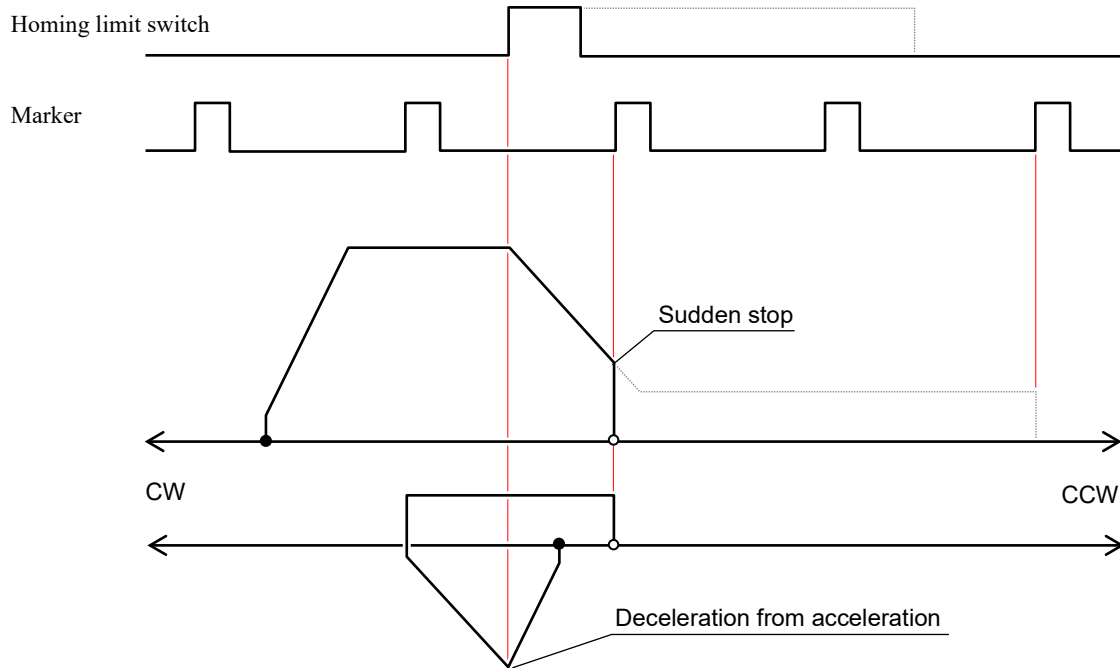 Homing limit switch
Marker
Sudden stop
CW
CCW
Deceleration from acceleration